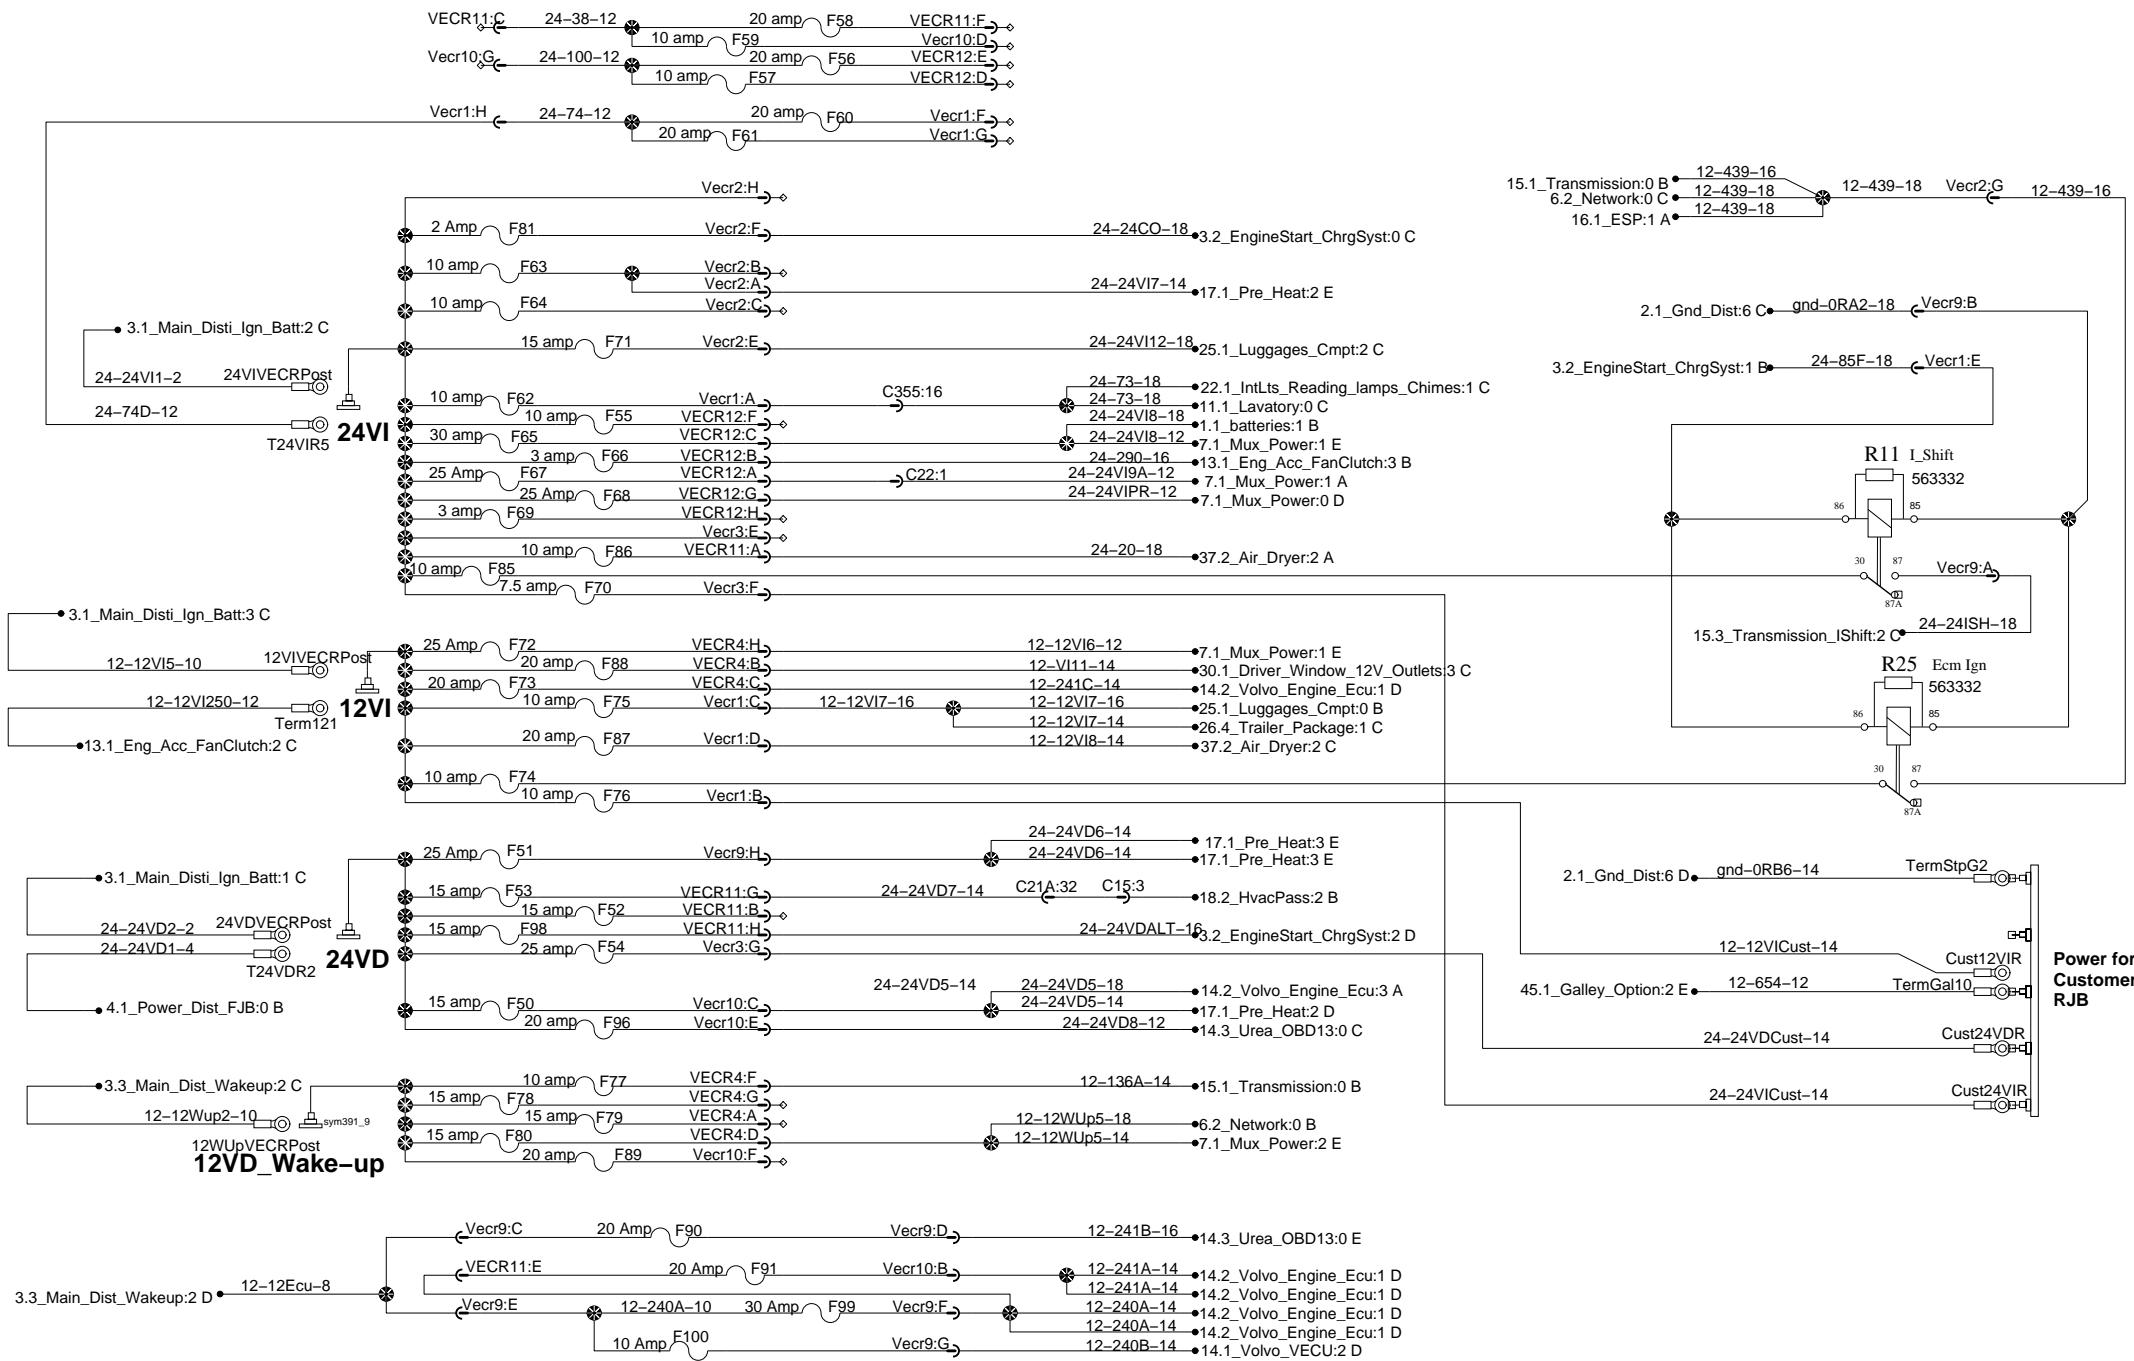 VECR11:C 24-38-12 20 amp F58 VECR11:F
10 amp F59 Vecr10:D
Vecr10:G 24-100-12 20 amp F56 VECR12:E
10 amp F57 VECR12:D
Vecr1:H 24-74-12 20 amp F60 Vecr1:F
20 amp F61 Vecr1:G
Vecr2:H
2 Amp F81 Vecr2:F 24-24CO-18 3.2_EngineStart_ChrgSyst:0 C
10 amp F63 Vecr2:B
Vecr2:A 24-24VI7-14 17.1_Pre_Heat:2 E
10 amp F64 Vecr2:C
3.1_Main_Disti_Ign_Batt:2 C
15 amp F71 Vecr2:E 24-24VI12-18 25.1_Luggages_Cmpt:2 C
24-24VI1-2 24VIVECRPost
24-74D-12
T24VIR5
24VI
24-73-18 22.1_IntLts_Reading_lamps_Chimes:1 C
10 amp F62 Vecr1:A C355:16 24-73-18 11.1_Lavatory:0 C
10 amp F55 VECR12:F 24-24VI8-18 1.1_batteries:1 B
30 amp F65 VECR12:C 24-24VI8-12 7.1_Mux_Power:1 E
3 amp F66 VECR12:B 24-290-16 13.1_Eng_Acc_FanClutch:3 B
25 Amp F67 VECR12:A C22:1 24-24VI9A-12 7.1_Mux_Power:1 A
25 Amp F68 VECR12:G 24-24VIPR-12 7.1_Mux_Power:0 D
3 amp F69 VECR12:H
Vecr3:E
10 amp F86 VECR11:A 24-20-18 37.2_Air_Dryer:2 A
10 amp F85
7.5 amp F70 Vecr3:F
15.1_Transmission:0 B 12-439-16
6.2_Network:0 C 12-439-18 12-439-18 Vecr2:G 12-439-16
16.1_ESP:1 A 12-439-18
2.1_Gnd_Dist:6 C gnd-0RA2-18 Vecr9:B
3.2_EngineStart_ChrgSyst:1 B 24-85F-18 Vecr1:E
R11 I_Shift
563332
86 85
30 87 Vecr9:A
87A
15.3_Transmission_IShift:2 C 24-24ISH-18
R25 Ecm Ign
563332
86 85
30 87
87A
3.1_Main_Disti_Ign_Batt:3 C
12-12VI5-10 12VIVECRPost
12-12VI250-12
Term121
12VI
13.1_Eng_Acc_FanClutch:2 C
25 Amp F72 VECR4:H 12-12VI6-12 7.1_Mux_Power:1 E
20 amp F88 VECR4:B 12-VI11-14 30.1_Driver_Window_12V_Outlets:3 C
20 amp F73 VECR4:C 12-241C-14 14.2_Volvo_Engine_Ecu:1 D
10 amp F75 Vecr1:C 12-12VI7-16 12-12VI7-16 25.1_Luggages_Cmpt:0 B
12-12VI7-14 26.4_Trailer_Package:1 C
20 amp F87 Vecr1:D 12-12VI8-14 37.2_Air_Dryer:2 C
10 amp F74
10 amp F76 Vecr1:B
24-24VD6-14 17.1_Pre_Heat:3 E
25 Amp F51 Vecr9:H 24-24VD6-14 17.1_Pre_Heat:3 E
3.1_Main_Disti_Ign_Batt:1 C
15 amp F53 VECR11:G 24-24VD7-14 C21A:32 C15:3 18.2_HvacPass:2 B
15 amp F52 VECR11:B
24-24VD2-2 24VDVECRPost
15 amp F98 VECR11:H 24-24VDALT-16 3.2_EngineStart_ChrgSyst:2 D
24-24VD1-4
25 amp F54 Vecr3:G
T24VDR2
24VD
4.1_Power_Dist_FJB:0 B
24-24VD5-14 24-24VD5-18 14.2_Volvo_Engine_Ecu:3 A
15 amp F50 Vecr10:C 24-24VD5-14 17.1_Pre_Heat:2 D
20 amp F96 Vecr10:E 24-24VD8-12 14.3_Urea_OBD13:0 C
2.1_Gnd_Dist:6 D gnd-0RB6-14 TermStpG2
12-12VICust-14 Cust12VIR
45.1_Galley_Option:2 E 12-654-12 TermGal10
24-24VDCust-14 Cust24VDR
24-24VICust-14 Cust24VIR
Power for
Customer
RJB
3.3_Main_Dist_Wakeup:2 C
12-12Wup2-10
sym391_9
12WUpVECRPost
12VD_Wake-up
10 amp F77 VECR4:F 12-136A-14 15.1_Transmission:0 B
15 amp F78 VECR4:G
15 amp F79 VECR4:A 12-12WUp5-18 6.2_Network:0 B
15 amp F80 VECR4:D 12-12WUp5-14 7.1_Mux_Power:2 E
20 amp F89 Vecr10:F
Vecr9:C 20 Amp F90 Vecr9:D 12-241B-16 14.3_Urea_OBD13:0 E
VECR11:E 20 Amp F91 Vecr10:B 12-241A-14 14.2_Volvo_Engine_Ecu:1 D
3.3_Main_Dist_Wakeup:2 D 12-12Ecu-8 12-241A-14 14.2_Volvo_Engine_Ecu:1 D
Vecr9:E 12-240A-10 30 Amp F99 Vecr9:F 12-240A-14 14.2_Volvo_Engine_Ecu:1 D
12-240A-14 14.2_Volvo_Engine_Ecu:1 D
10 Amp F100 Vecr9:G 12-240B-14 14.1_Volvo_VECU:2 D